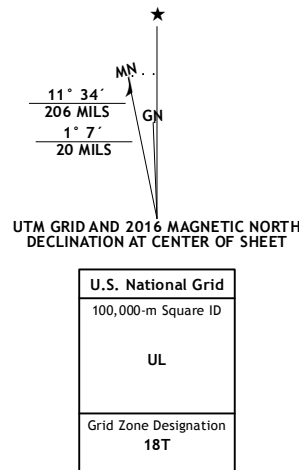 MN
GN
11° 34´
206 MILS
1° 7´
20 MILS
UTM GRID AND 2016 MAGNETIC NORTH
DECLINATION AT CENTER OF SHEET
U.S. National Grid
100,000-m Square ID
UL
Grid Zone Designation
18T